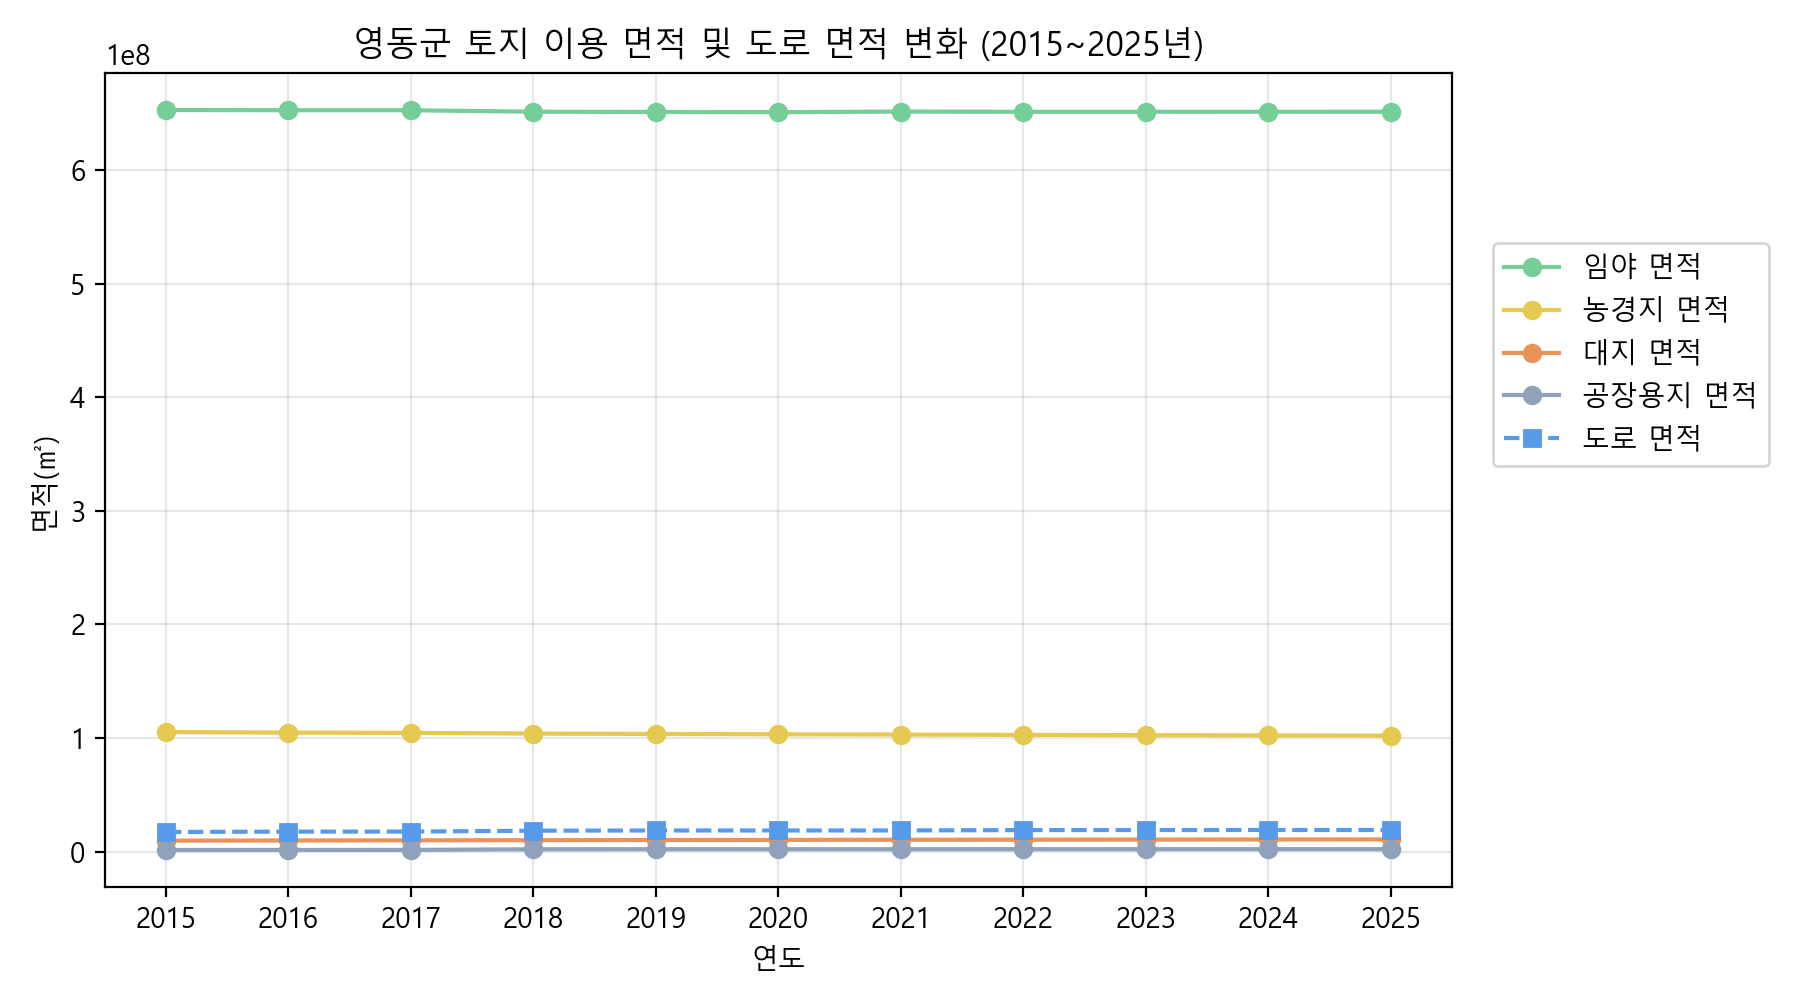 영동군 토지 이용 면적 및 도로 면적 변화 (2015~2025년)
1e8
6
5
4
3
2
1
0
면적(㎡)
2015 2016 2017 2018 2019 2020 2021 2022 2023 2024 2025
연도
임야 면적
농경지 면적
대지 면적
공장용지 면적
도로 면적